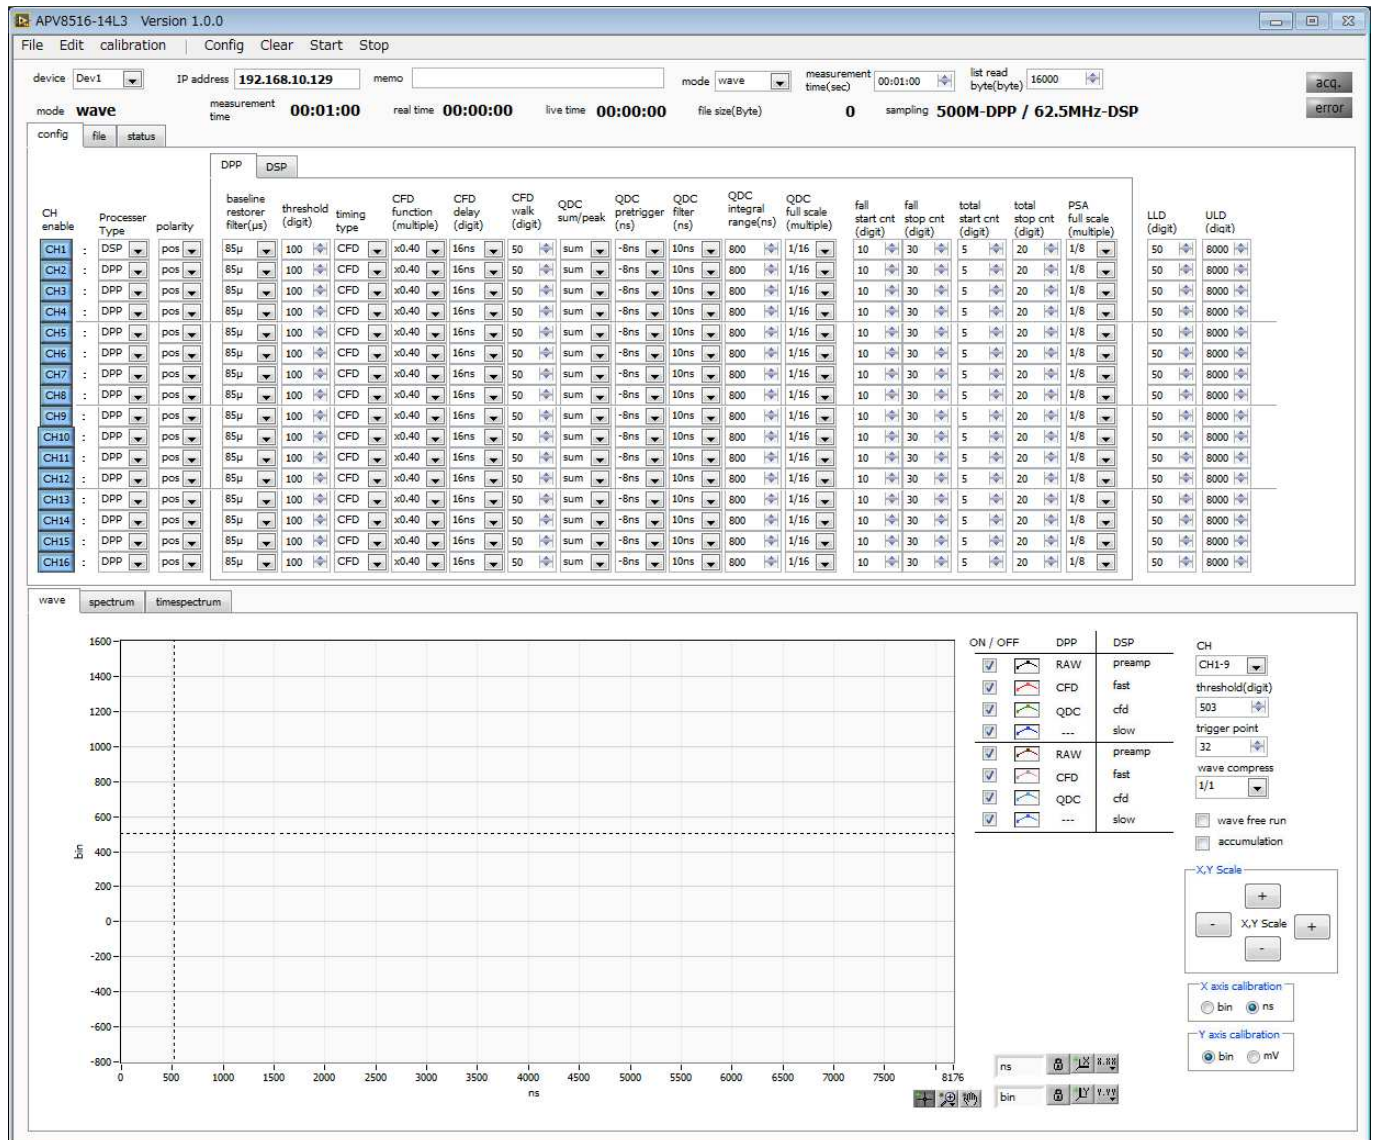 APV8516-14L3 Version 1.0.0
File Edit calibration | Config Clear Start Stop
device Dev1 IP address 192.168.10.129 memo mode wave measurement time(sec) 00:01:00 list read byte(byte) 16000 acq.
mode wave measurement time 00:01:00 real time 00:00:00 live time 00:00:00 file size(Byte) 0 sampling 500M-DPP / 62.5MHz-DSP error
config file status
DPP DSP
CH enable Processer Type polarity baseline restorer filter(μs) threshold (digit) timing type CFD function (multiple) CFD delay (digit) CFD walk (digit) QDC sum/peak QDC pretrigger (ns) QDC filter (ns) QDC integral range(ns) QDC full scale (multiple) fall start cnt (digit) fall stop cnt (digit) total start cnt (digit) total stop cnt (digit) PSA full scale (multiple) LLD (digit) ULD (digit)
CH1 : DSP pos 85μ 100 CFD x0.40 16ns 50 sum -8ns 10ns 800 1/16 10 30 5 20 1/8 50 8000
CH2 : DPP pos 85μ 100 CFD x0.40 16ns 50 sum -8ns 10ns 800 1/16 10 30 5 20 1/8 50 8000
CH3 : DPP pos 85μ 100 CFD x0.40 16ns 50 sum -8ns 10ns 800 1/16 10 30 5 20 1/8 50 8000
CH4 : DPP pos 85μ 100 CFD x0.40 16ns 50 sum -8ns 10ns 800 1/16 10 30 5 20 1/8 50 8000
CH5 : DPP pos 85μ 100 CFD x0.40 16ns 50 sum -8ns 10ns 800 1/16 10 30 5 20 1/8 50 8000
CH6 : DPP pos 85μ 100 CFD x0.40 16ns 50 sum -8ns 10ns 800 1/16 10 30 5 20 1/8 50 8000
CH7 : DPP pos 85μ 100 CFD x0.40 16ns 50 sum -8ns 10ns 800 1/16 10 30 5 20 1/8 50 8000
CH8 : DPP pos 85μ 100 CFD x0.40 16ns 50 sum -8ns 10ns 800 1/16 10 30 5 20 1/8 50 8000
CH9 : DPP pos 85μ 100 CFD x0.40 16ns 50 sum -8ns 10ns 800 1/16 10 30 5 20 1/8 50 8000
CH10 : DPP pos 85μ 100 CFD x0.40 16ns 50 sum -8ns 10ns 800 1/16 10 30 5 20 1/8 50 8000
CH11 : DPP pos 85μ 100 CFD x0.40 16ns 50 sum -8ns 10ns 800 1/16 10 30 5 20 1/8 50 8000
CH12 : DPP pos 85μ 100 CFD x0.40 16ns 50 sum -8ns 10ns 800 1/16 10 30 5 20 1/8 50 8000
CH13 : DPP pos 85μ 100 CFD x0.40 16ns 50 sum -8ns 10ns 800 1/16 10 30 5 20 1/8 50 8000
CH14 : DPP pos 85μ 100 CFD x0.40 16ns 50 sum -8ns 10ns 800 1/16 10 30 5 20 1/8 50 8000
CH15 : DPP pos 85μ 100 CFD x0.40 16ns 50 sum -8ns 10ns 800 1/16 10 30 5 20 1/8 50 8000
CH16 : DPP pos 85μ 100 CFD x0.40 16ns 50 sum -8ns 10ns 800 1/16 10 30 5 20 1/8 50 8000
wave spectrum timespectrum
1600
1400
1200
1000
800
600
400
200
0
-200
-400
-600
-800
bin
0 500 1000 1500 2000 2500 3000 3500 4000 4500 5000 5500 6000 6500 7000 7500 8176
ns
ON / OFF DPP DSP
RAW preamp
CFD fast
QDC cfd
--- slow
RAW preamp
CFD fast
QDC cfd
--- slow
CH
CH1-9
threshold(digit)
503
trigger point
32
wave compress
1/1
wave free run
accumulation
X,Y Scale
+
- X,Y Scale +
-
X axis calibration
bin ns
Y axis calibration
bin mV
ns X X.XX
bin Y Y.YY